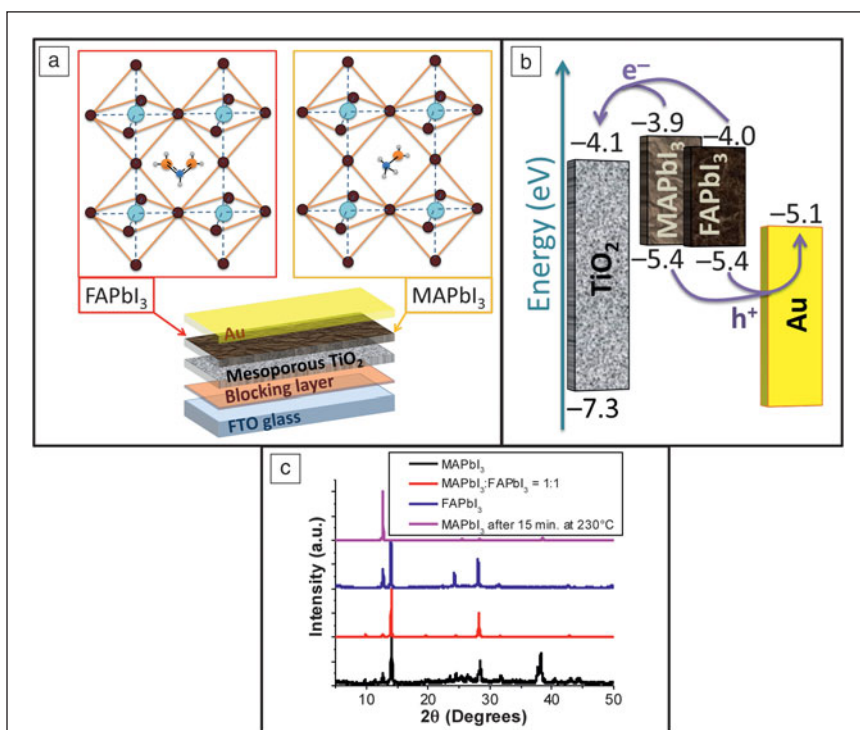 a
FAPbI₃
MAPbI₃
Au
Mesoporous TiO₂
Blocking layer
FTO glass
b
Energy (eV)
e⁻
–4.1
–3.9
–4.0
TiO₂
MAPbI₃
FAPbI₃
–5.4
–5.4
–5.1
h⁺
Au
–7.3
c
MAPbI₃
MAPbI₃:FAPbI₃ = 1:1
FAPbI₃
MAPbI₃ after 15 min. at 230°C
Intensity (a.u.)
10 20 30 40 50
2θ (Degrees)